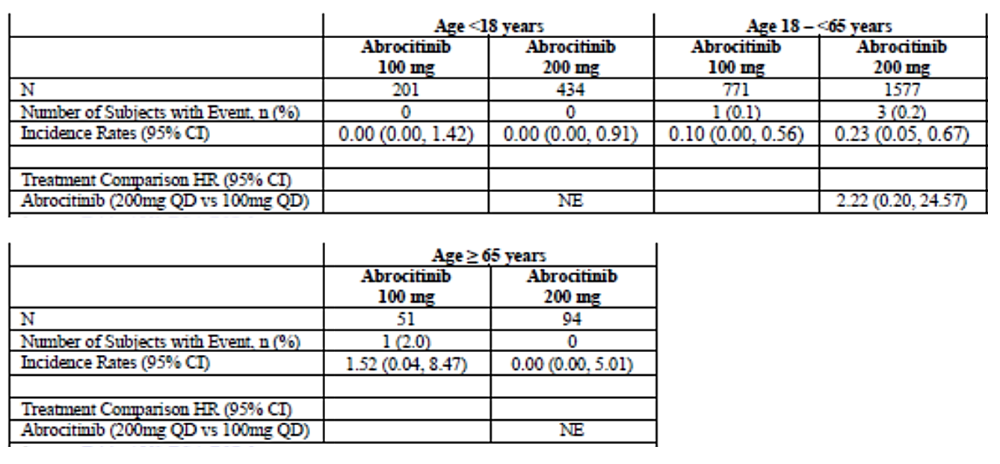 Age <18 years Age 18 – <65 years
Abrocitinib 100 mg Abrocitinib 200 mg Abrocitinib 100 mg Abrocitinib 200 mg
N 201 434 771 1577
Number of Subjects with Event, n (%) 0 0 1 (0.1) 3 (0.2)
Incidence Rates (95% CI) 0.00 (0.00, 1.42) 0.00 (0.00, 0.91) 0.10 (0.00, 0.56) 0.23 (0.05, 0.67)
Treatment Comparison HR (95% CI)
Abrocitinib (200mg QD vs 100mg QD) NE 2.22 (0.20, 24.57)
Age ≥ 65 years
Abrocitinib 100 mg Abrocitinib 200 mg
N 51 94
Number of Subjects with Event, n (%) 1 (2.0) 0
Incidence Rates (95% CI) 1.52 (0.04, 8.47) 0.00 (0.00, 5.01)
Treatment Comparison HR (95% CI)
Abrocitinib (200mg QD vs 100mg QD) NE